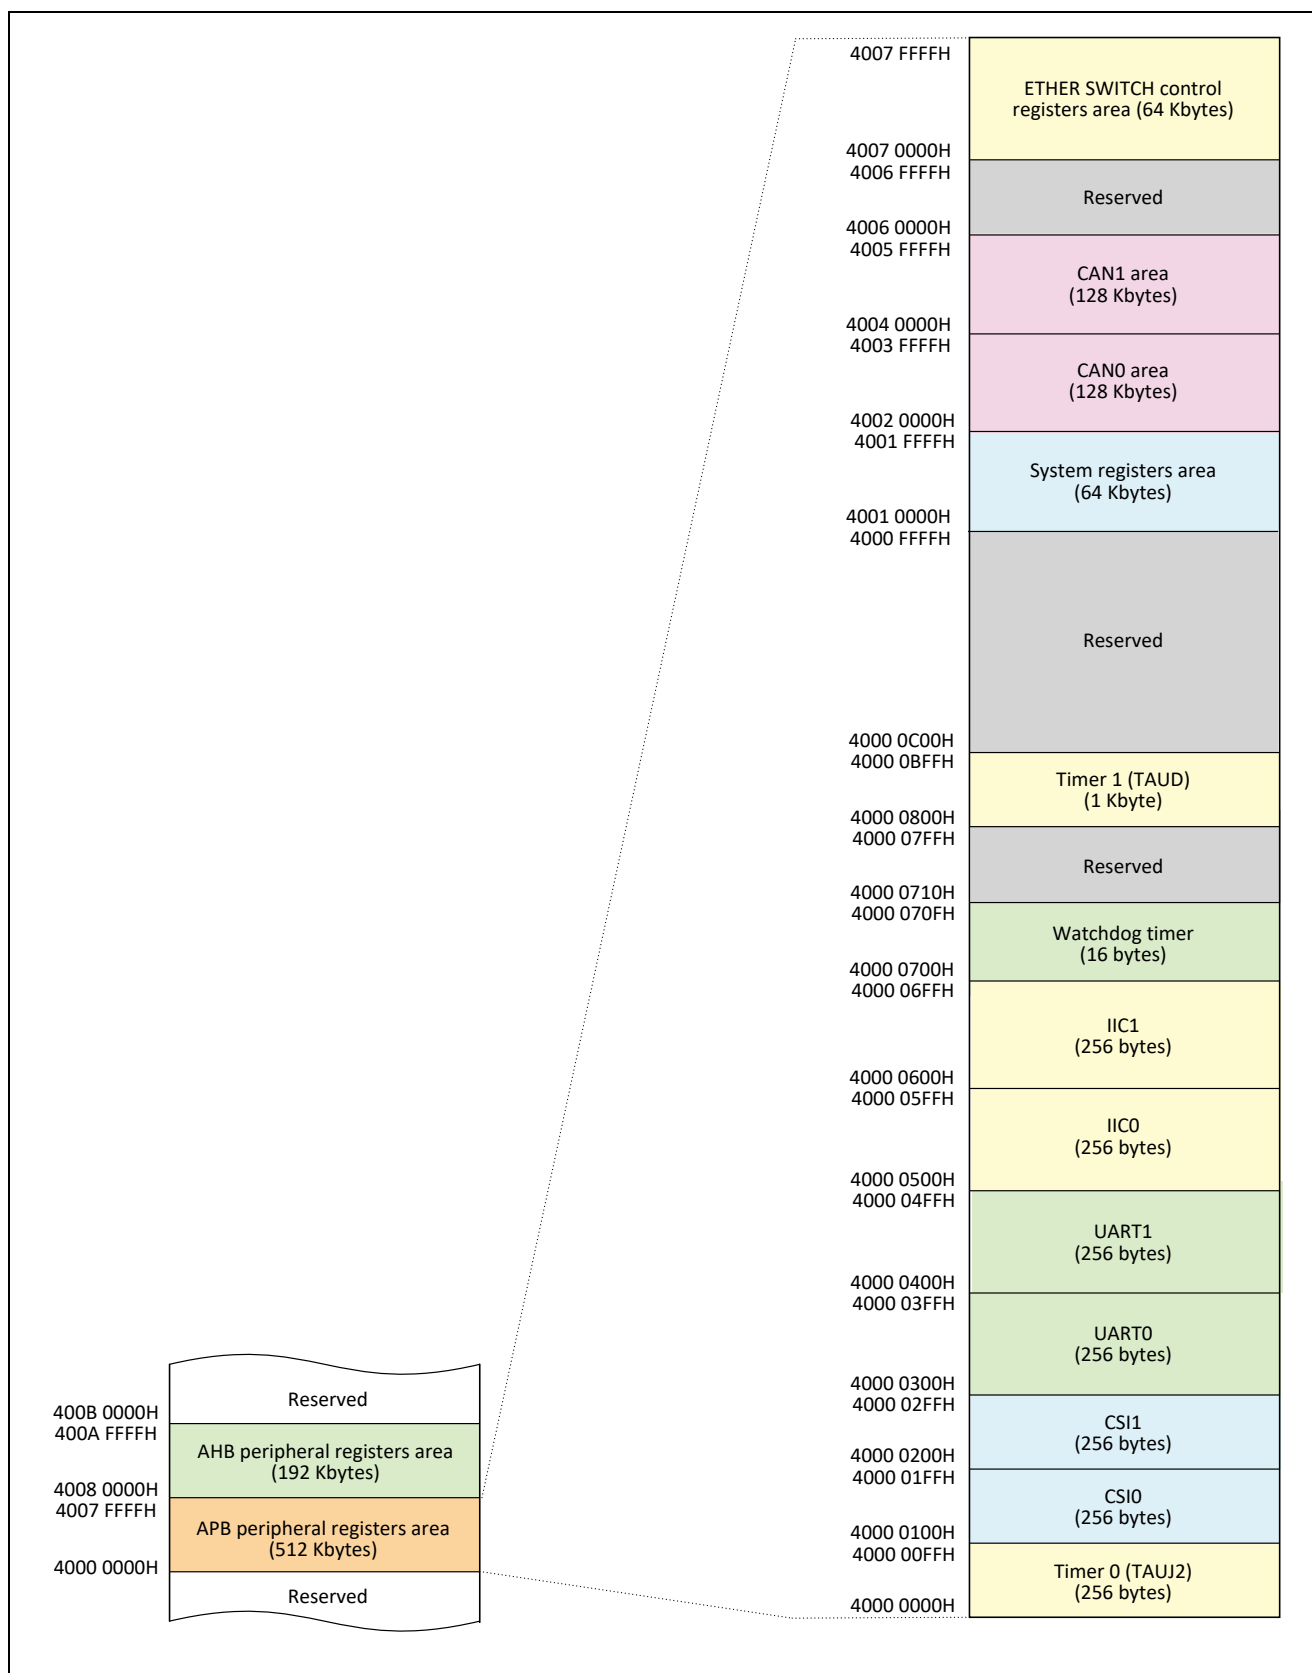 4007 FFFFH
ETHER SWITCH control
registers area (64 Kbytes)
4007 0000H
4006 FFFFH
Reserved
4006 0000H
4005 FFFFH
CAN1 area
(128 Kbytes)
4004 0000H
4003 FFFFH
CAN0 area
(128 Kbytes)
4002 0000H
4001 FFFFH
System registers area
(64 Kbytes)
4001 0000H
4000 FFFFH
Reserved
4000 0C00H
4000 0BFFH
Timer 1 (TAUD)
(1 Kbyte)
4000 0800H
4000 07FFH
Reserved
4000 0710H
4000 070FH
Watchdog timer
(16 bytes)
4000 0700H
4000 06FFH
IIC1
(256 bytes)
4000 0600H
4000 05FFH
IIC0
(256 bytes)
4000 0500H
4000 04FFH
UART1
(256 bytes)
4000 0400H
4000 03FFH
UART0
(256 bytes)
4000 0300H
4000 02FFH
CSI1
(256 bytes)
4000 0200H
4000 01FFH
CSI0
(256 bytes)
4000 0100H
4000 00FFH
Timer 0 (TAUJ2)
(256 bytes)
4000 0000H
Reserved
400B 0000H
400A FFFFH
AHB peripheral registers area
(192 Kbytes)
4008 0000H
4007 FFFFH
APB peripheral registers area
(512 Kbytes)
4000 0000H
Reserved